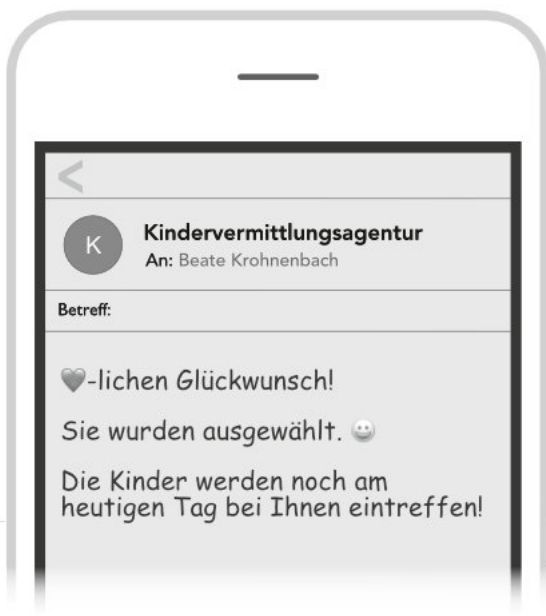 <
K
Kindervermittlungsagentur
An: Beate Krohnenbach
Betreff:
🖤-lichen Glückwunsch!
Sie wurden ausgewählt. 😀
Die Kinder werden noch am
heutigen Tag bei Ihnen eintreffen!